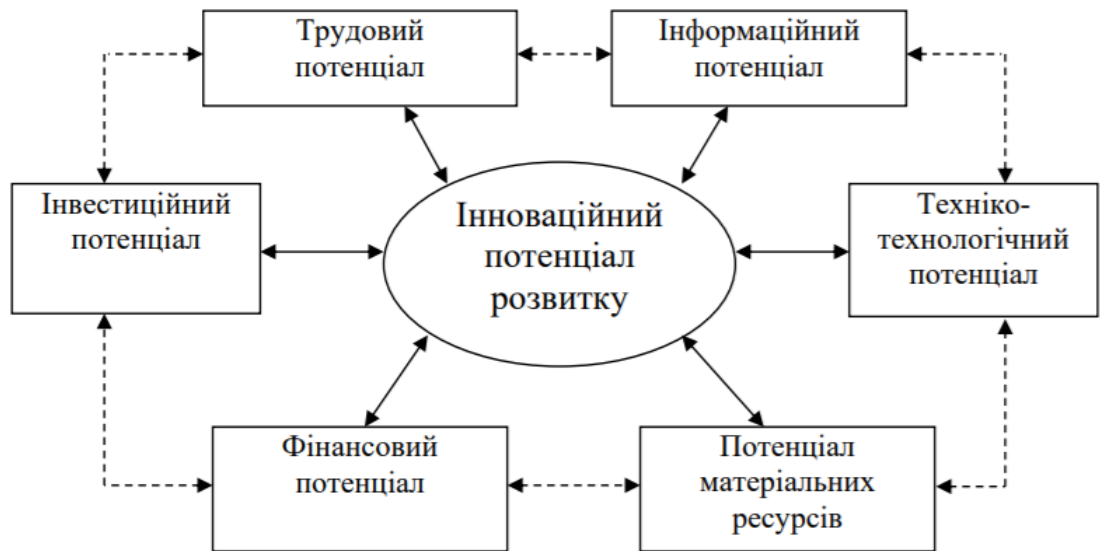 Трудовий
потенціал
Інформаційний
потенціал
Інвестиційний
потенціал
Інноваційний
потенціал
розвитку
Техніко-
технологічний
потенціал
Фінансовий
потенціал
Потенціал
матеріальних
ресурсів